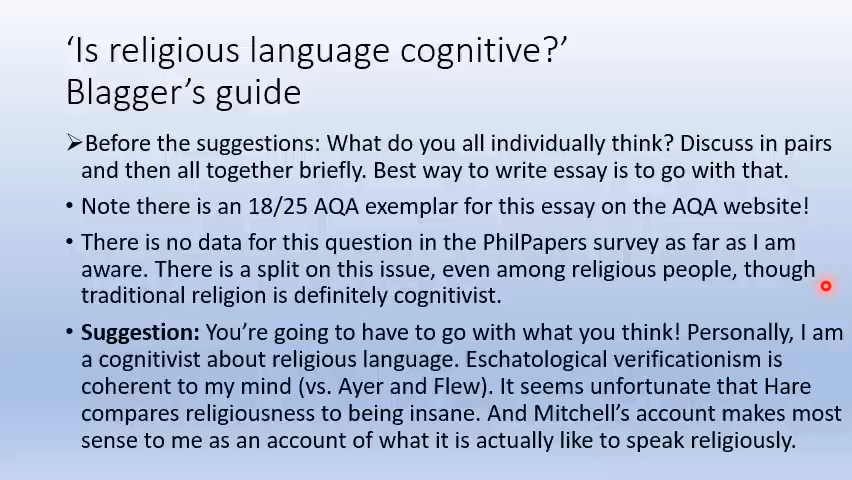 ‘Is religious language cognitive?’
Blagger’s guide
➢Before the suggestions: What do you all individually think? Discuss in pairs
and then all together briefly. Best way to write essay is to go with that.
• Note there is an 18/25 AQA exemplar for this essay on the AQA website!
• There is no data for this question in the PhilPapers survey as far as I am
aware. There is a split on this issue, even among religious people, though
traditional religion is definitely cognitivist.
• Suggestion: You’re going to have to go with what you think! Personally, I am
a cognitivist about religious language. Eschatological verificationism is
coherent to my mind (vs. Ayer and Flew). It seems unfortunate that Hare
compares religiousness to being insane. And Mitchell’s account makes most
sense to me as an account of what it is actually like to speak religiously.